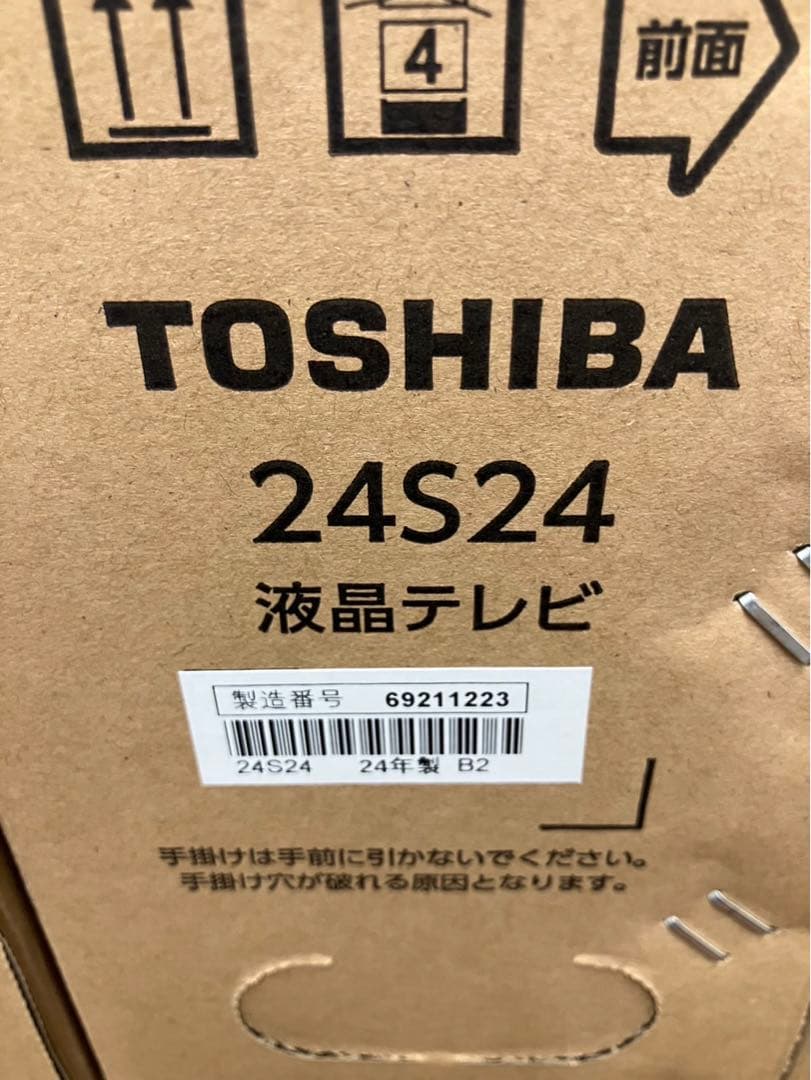 4
前面
TOSHIBA
24S24
液晶テレビ
製造番号 69211223
24S24 24年製 B2
手掛けは手前に引かないでください。
手掛け穴が破れる原因となります。